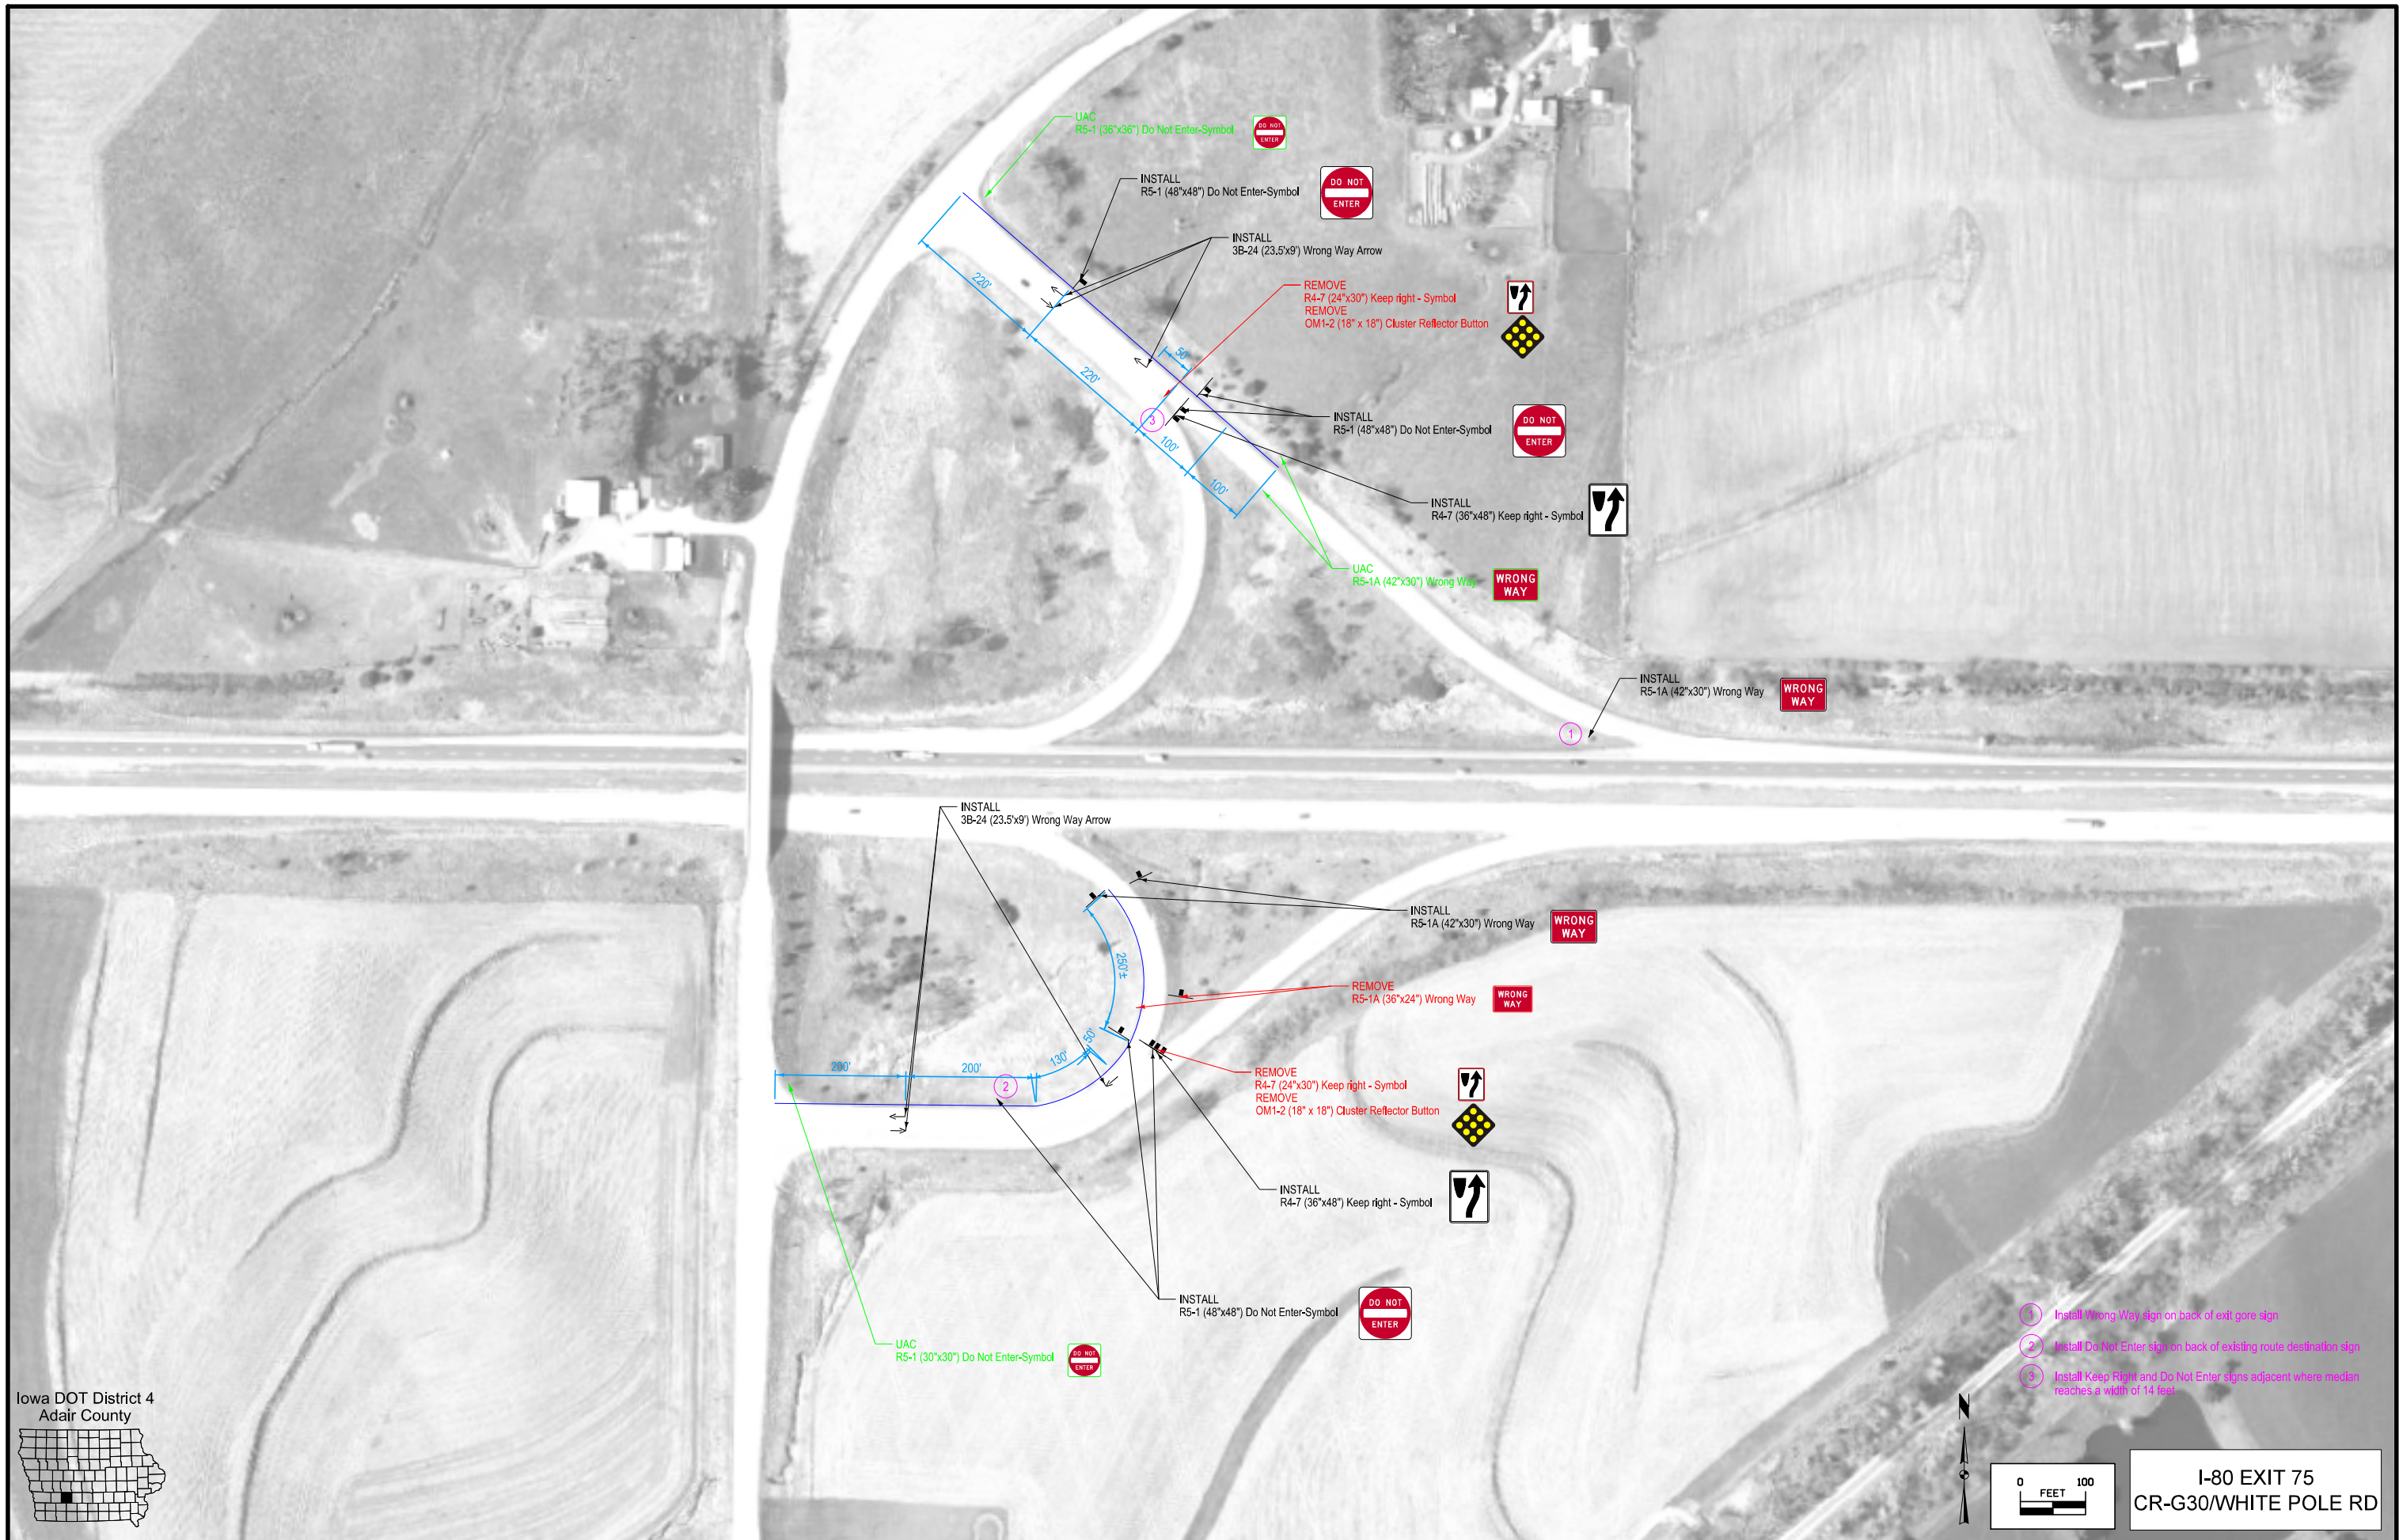 UAC
R5-1 (36"x36") Do Not Enter-Symbol
DO NOT
ENTER
INSTALL
R5-1 (48"x48") Do Not Enter-Symbol
DO NOT
ENTER
INSTALL
3B-24 (23.5'x9') Wrong Way Arrow
REMOVE
R4-7 (24"x30") Keep right - Symbol
REMOVE
OM1-2 (18" x 18") Cluster Reflector Button
220'
220'
50'
3
100'
100'
INSTALL
R5-1 (48"x48") Do Not Enter-Symbol
DO NOT
ENTER
INSTALL
R4-7 (36"x48") Keep right - Symbol
UAC
R5-1A (42"x30") Wrong Way
WRONG
WAY
INSTALL
R5-1A (42"x30") Wrong Way
WRONG
WAY
1
INSTALL
3B-24 (23.5'x9') Wrong Way Arrow
INSTALL
R5-1A (42"x30") Wrong Way
WRONG
WAY
250'±
REMOVE
R5-1A (36"x24") Wrong Way
WRONG
WAY
50'
130'
200'
200'
2
REMOVE
R4-7 (24"x30") Keep right - Symbol
REMOVE
OM1-2 (18" x 18") Cluster Reflector Button
INSTALL
R4-7 (36"x48") Keep right - Symbol
INSTALL
R5-1 (48"x48") Do Not Enter-Symbol
DO NOT
ENTER
UAC
R5-1 (30"x30") Do Not Enter-Symbol
DO NOT
ENTER
1 Install Wrong Way sign on back of exit gore sign
2 Install Do Not Enter sign on back of existing route destination sign
3 Install Keep Right and Do Not Enter signs adjacent where median
reaches a width of 14 feet
Iowa DOT District 4
Adair County
N
0 100
FEET
I-80 EXIT 75
CR-G30/WHITE POLE RD